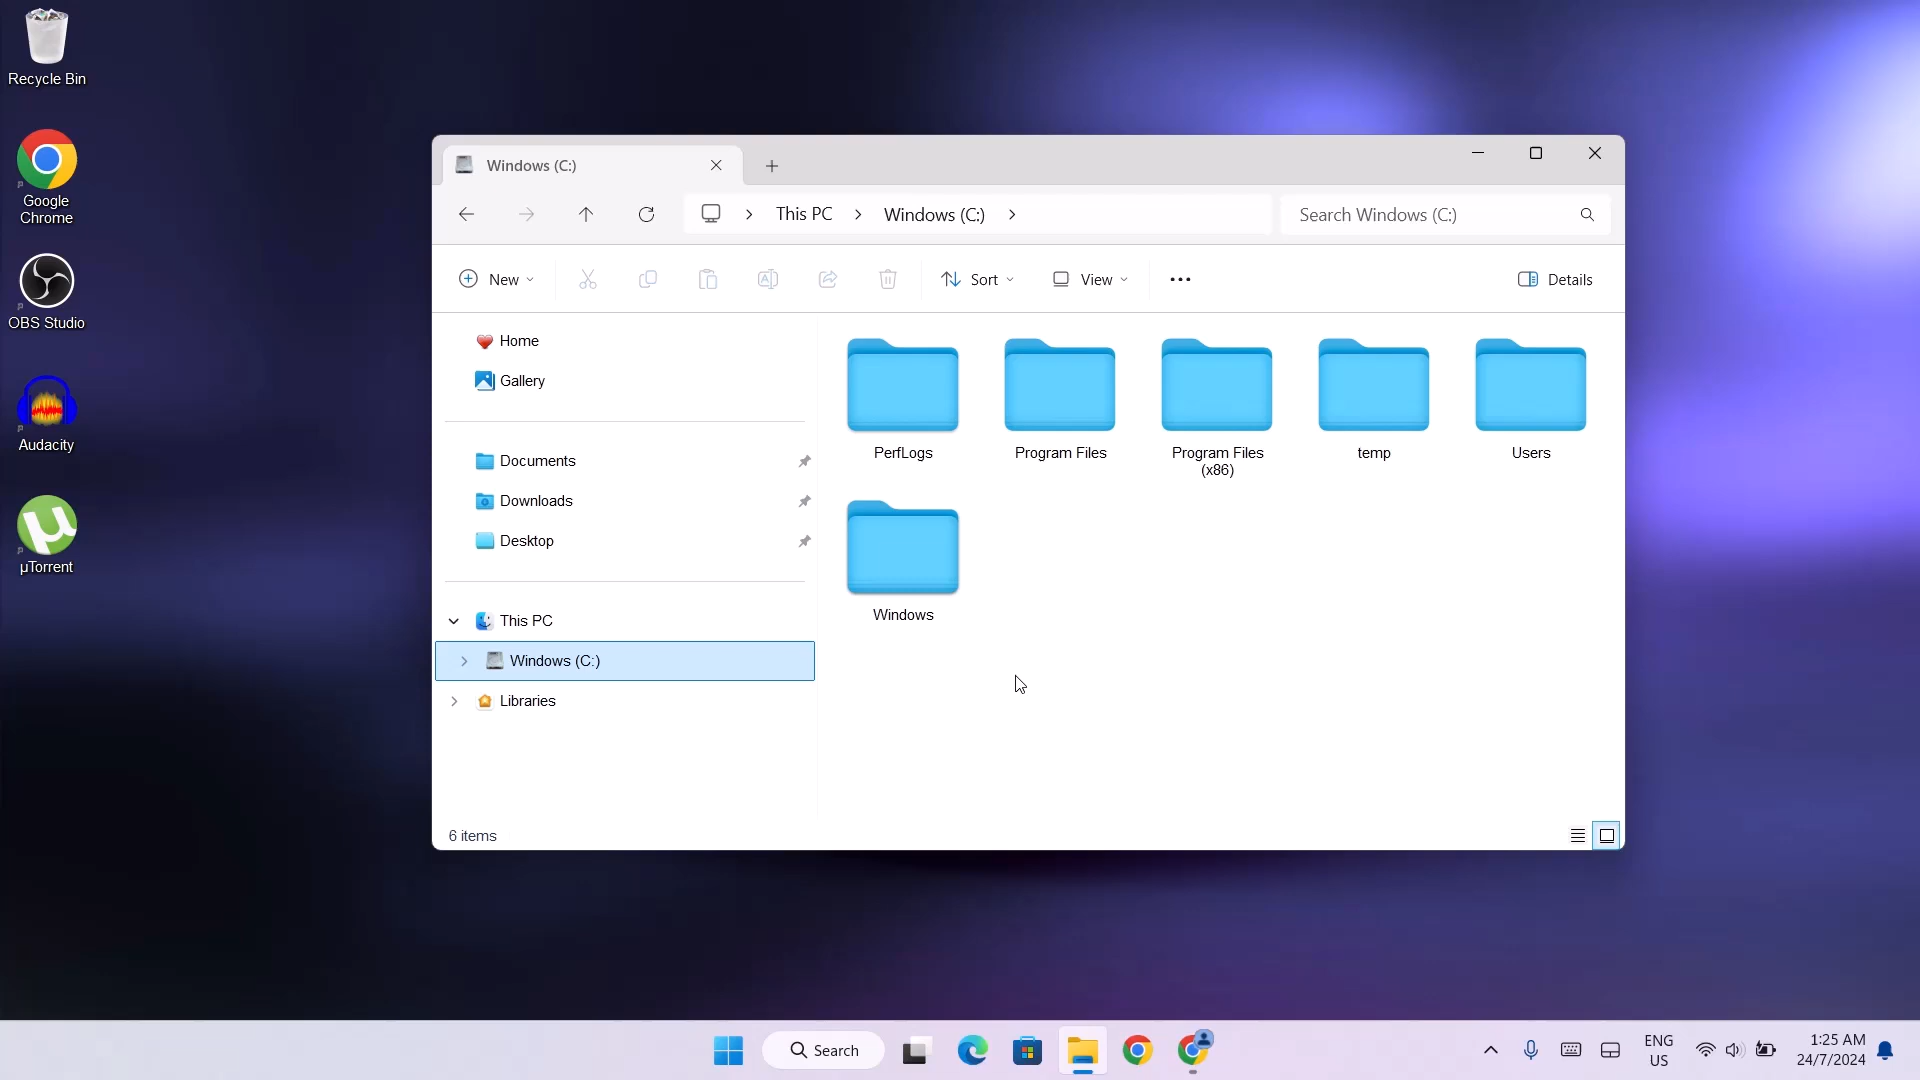 Recycle Bin
Google
Chrome
OBS Studio
Audacity
µTorrent
Windows (C:)
This PC
Windows (C:)
Search Windows (C:)
New
Sort
View
Details
Home
Gallery
Documents
Downloads
Desktop
This PC
Windows (C:)
Libraries
PerfLogs
Program Files
Program Files
(x86)
temp
Users
Windows
6 items
Search
ENG
US
1:25 AM
24/7/2024